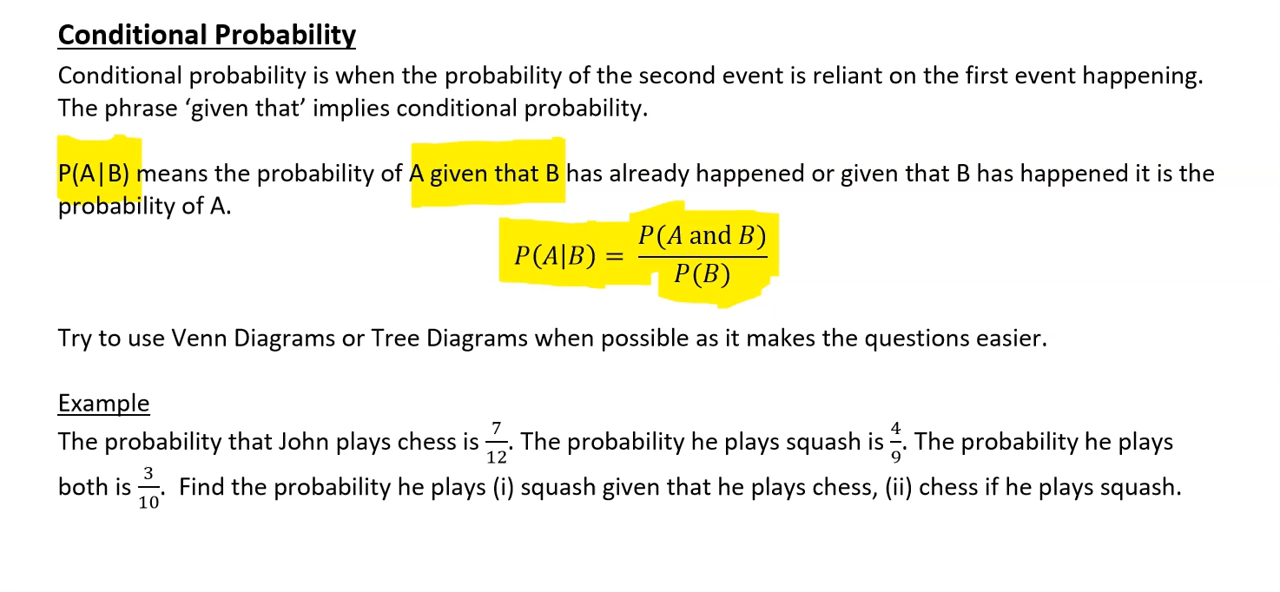 Conditional Probability
Conditional probability is when the probability of the second event is reliant on the first event happening.
The phrase ‘given that’ implies conditional probability.
P(A|B) means the probability of A given that B has already happened or given that B has happened it is the
probability of A.
P(A|B) = P(A and B)/P(B)
Try to use Venn Diagrams or Tree Diagrams when possible as it makes the questions easier.
Example
The probability that John plays chess is 7/12. The probability he plays squash is 4/9. The probability he plays
both is 3/10. Find the probability he plays (i) squash given that he plays chess, (ii) chess if he plays squash.